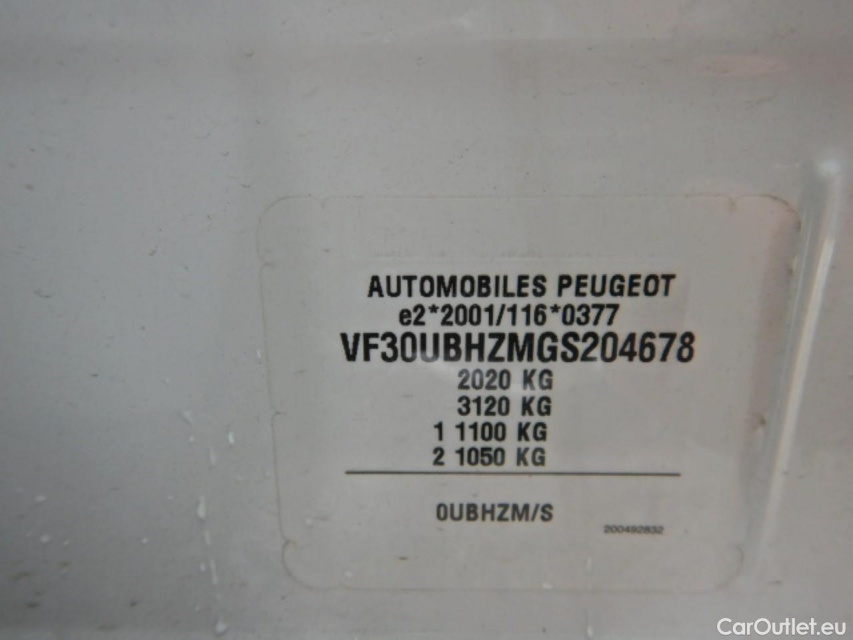 AUTOMOBILES PEUGEOT
e2*2001/116*0377
VF30UBHZMGS204678
2020 KG
3120 KG
1 1100 KG
2 1050 KG
0UBHZM/S
200492832
CarOutlet.eu